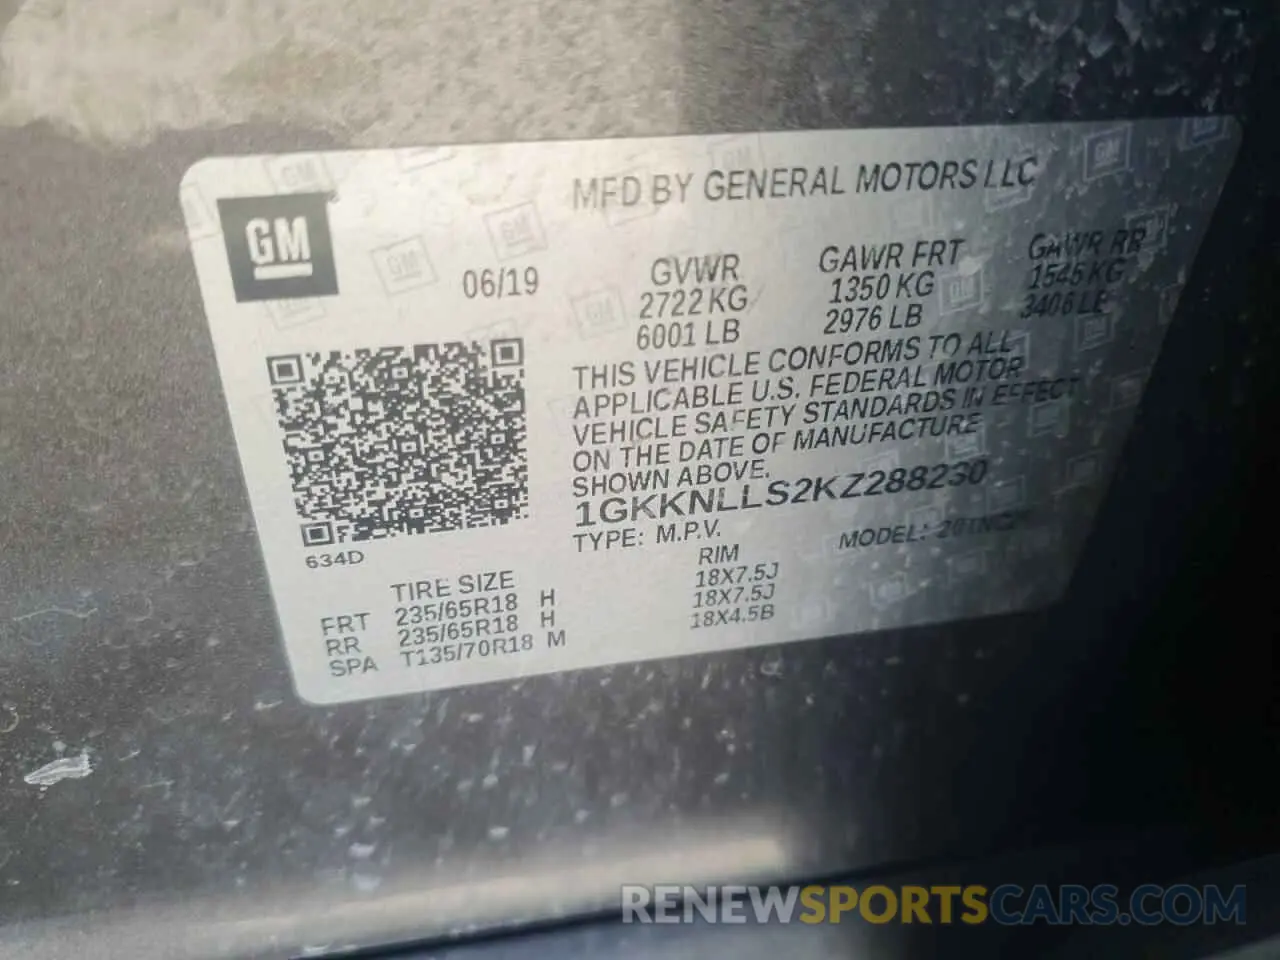 GM
MFD BY GENERAL MOTORS LLC
06/19
GVWR GAWR FRT GAWR RR
2722 KG 1350 KG 1545 KG
6001 LB 2976 LB 3406 LB
THIS VEHICLE CONFORMS TO ALL
APPLICABLE U.S. FEDERAL MOTOR
VEHICLE SAFETY STANDARDS IN EFFECT
ON THE DATE OF MANUFACTURE
SHOWN ABOVE.
1GKKNLLS2KZ288230
TYPE: M.P.V. MODEL:
634D
TIRE SIZE RIM
FRT 235/65R18 H 18X7.5J
RR 235/65R18 H 18X7.5J
SPA T135/70R18 M 18X4.5B
RENEWSPORTSCARS.COM